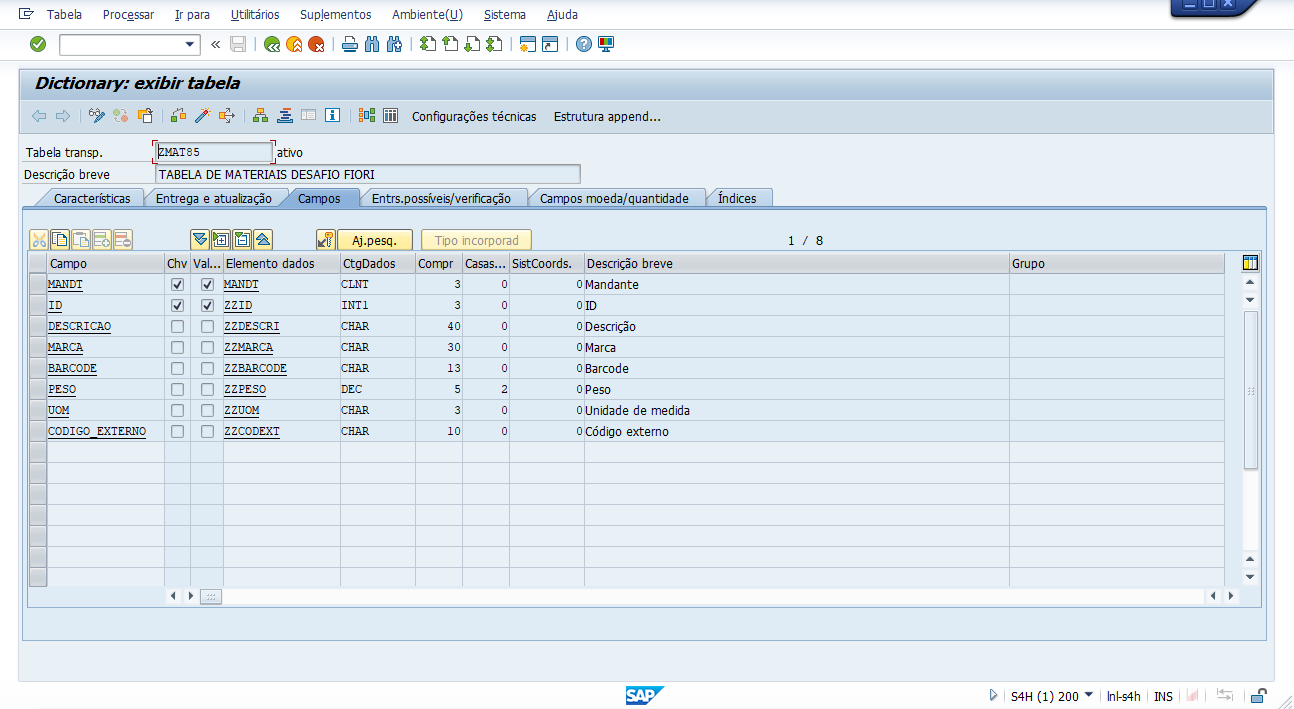 Tabela Processar Ir para Utilitários Suplementos Ambiente(U) Sistema Ajuda
Dictionary: exibir tabela
Configurações técnicas Estrutura append...
Tabela transp. ZMAT85 ativo
Descrição breve TABELA DE MATERIAIS DESAFIO FIORI
Características Entrega e atualização Campos Entrs.possíveis/verificação Campos moeda/quantidade Índices
Aj.pesq. Tipo incorporad 1 / 8
Campo Chv Val... Elemento dados CtgDados Compr Casas... SistCoords. Descrição breve Grupo
MANDT MANDT CLNT 3 0 0 Mandante
ID ZZID INT1 3 0 0 ID
DESCRICAO ZZDESCRI CHAR 40 0 0 Descrição
MARCA ZZMARCA CHAR 30 0 0 Marca
BARCODE ZZBARCODE CHAR 13 0 0 Barcode
PESO ZZPESO DEC 5 2 0 Peso
UOM ZZUOM CHAR 3 0 0 Unidade de medida
CODIGO_EXTERNO ZZCODEXT CHAR 10 0 0 Código externo
SAP S4H (1) 200 lnl-s4h INS